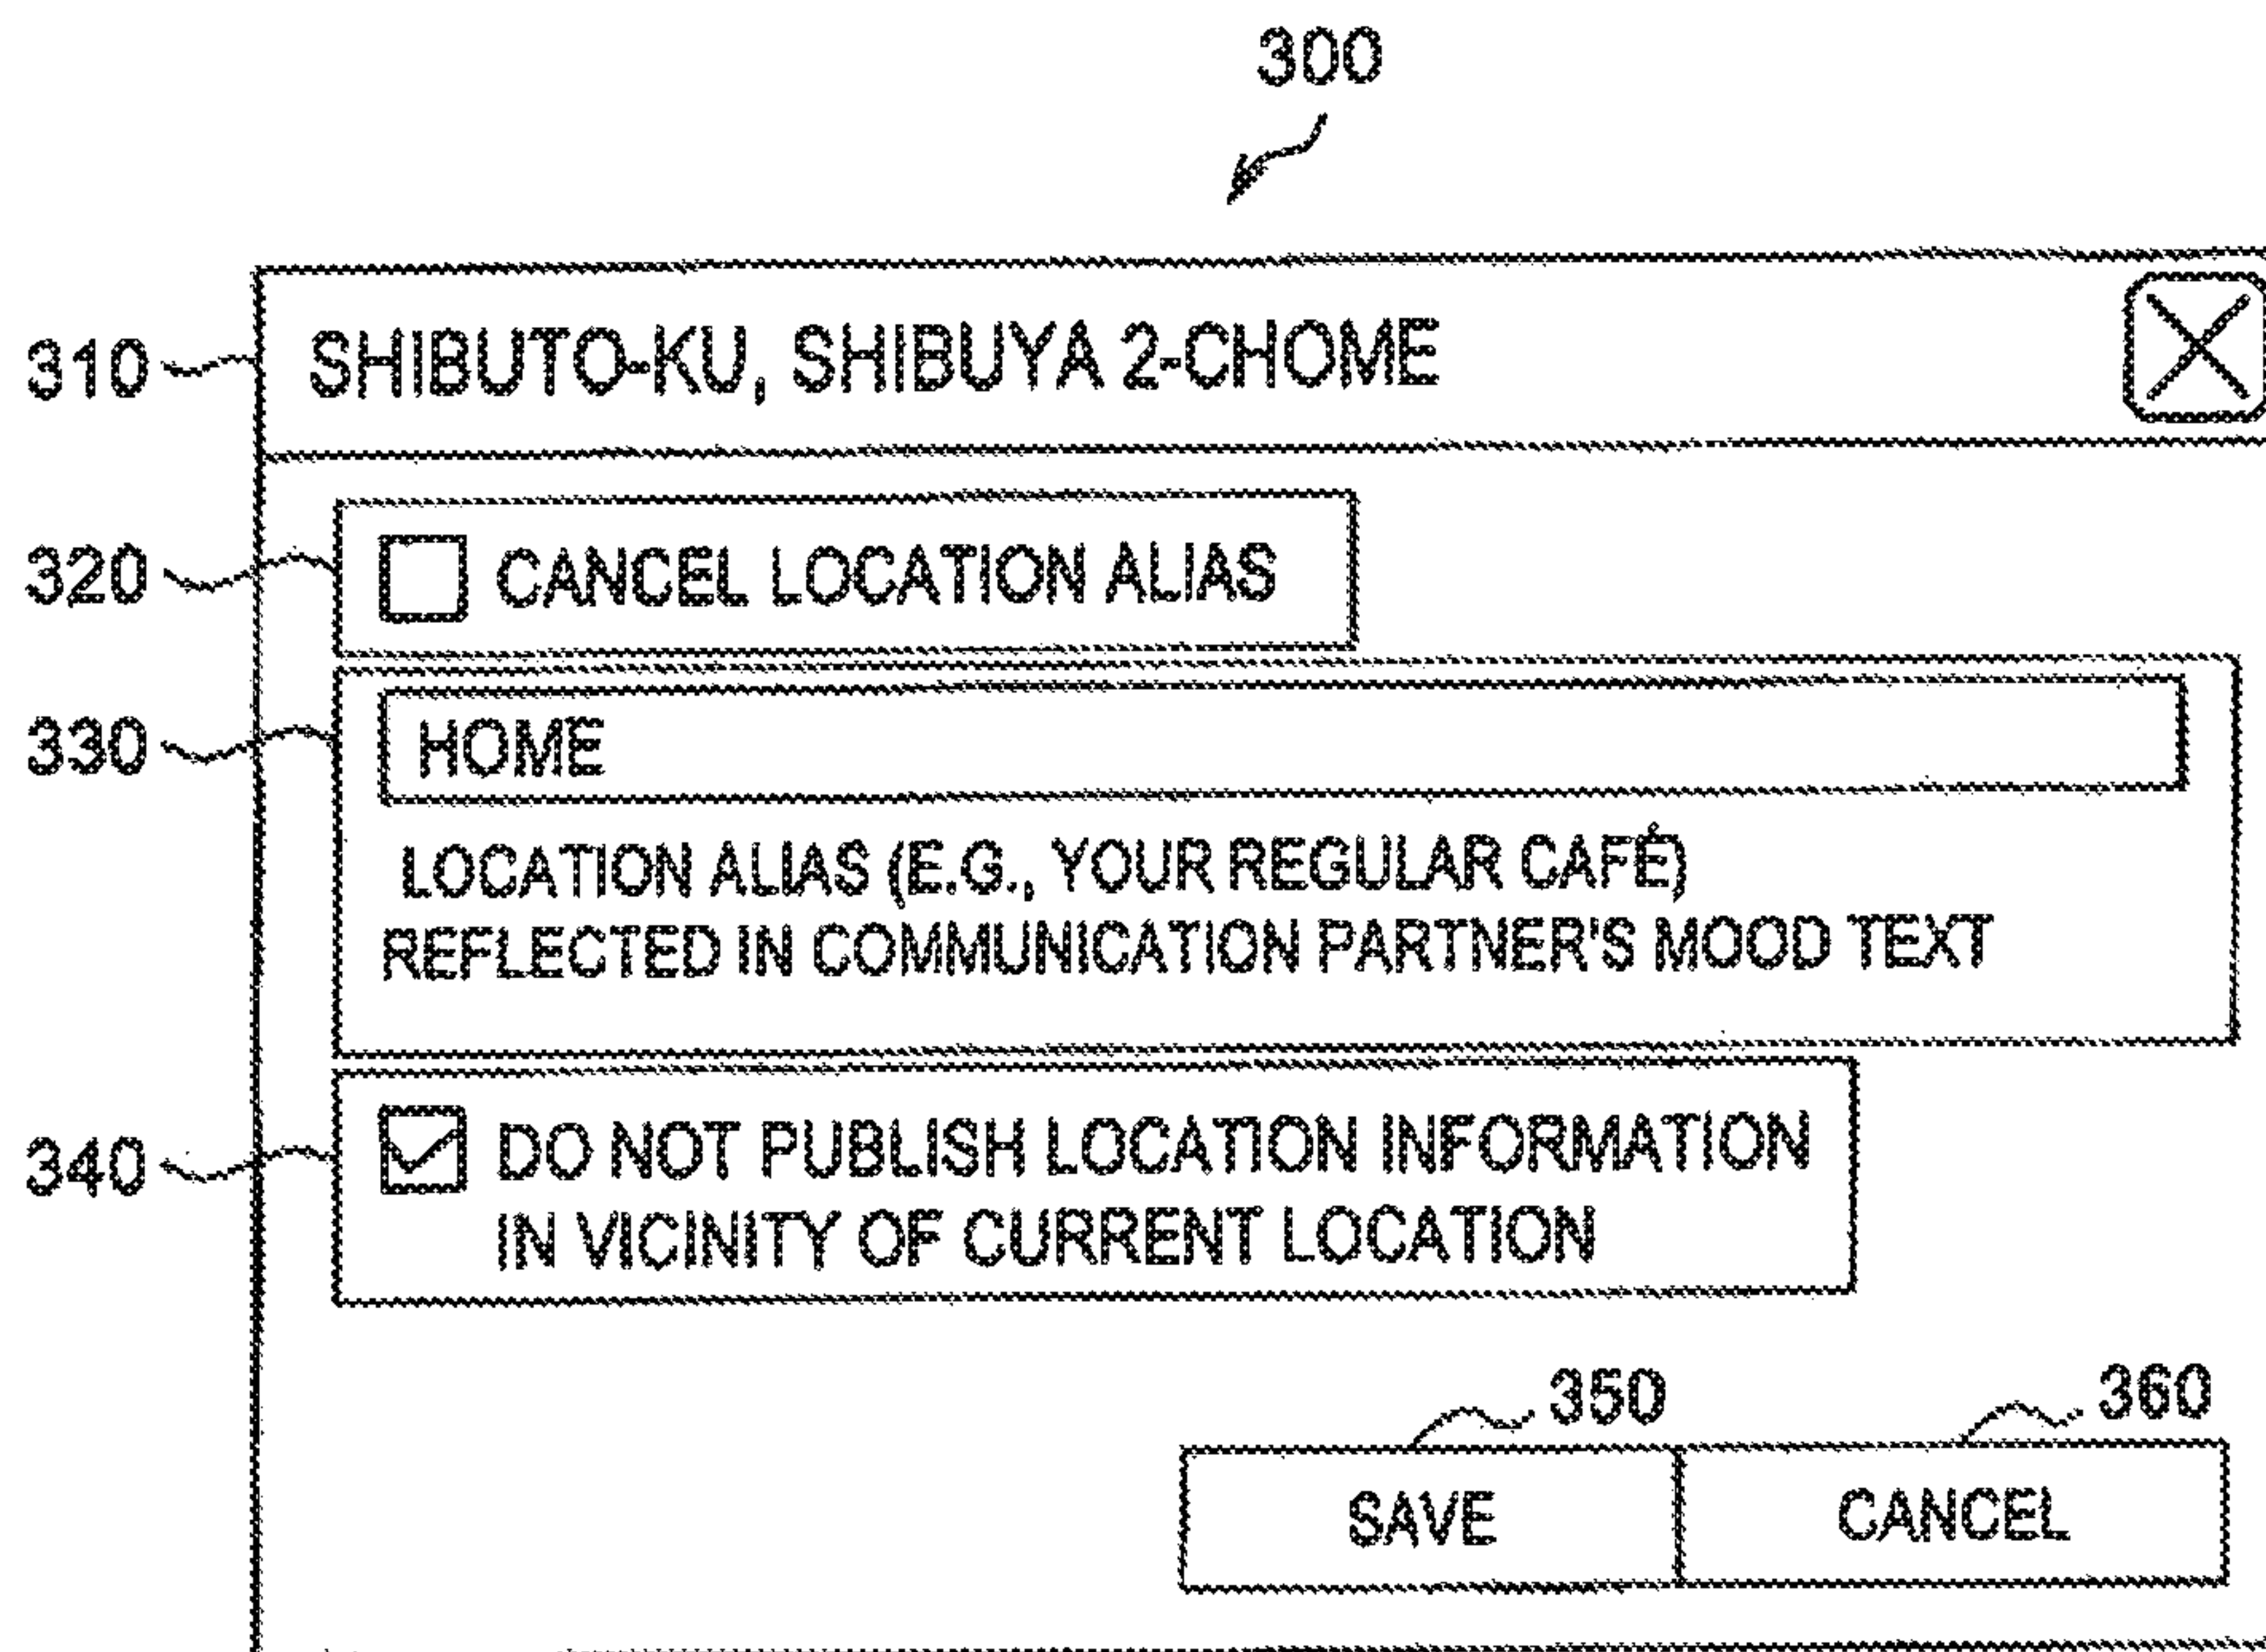 300
310 SHIBUTO-KU, SHIBUYA 2-CHOME
320 CANCEL LOCATION ALIAS
330 HOME
LOCATION ALIAS (E.G., YOUR REGULAR CAFÉ)
REFLECTED IN COMMUNICATION PARTNER'S MOOD TEXT
340 DO NOT PUBLISH LOCATION INFORMATION
IN VICINITY OF CURRENT LOCATION
350 360
SAVE CANCEL